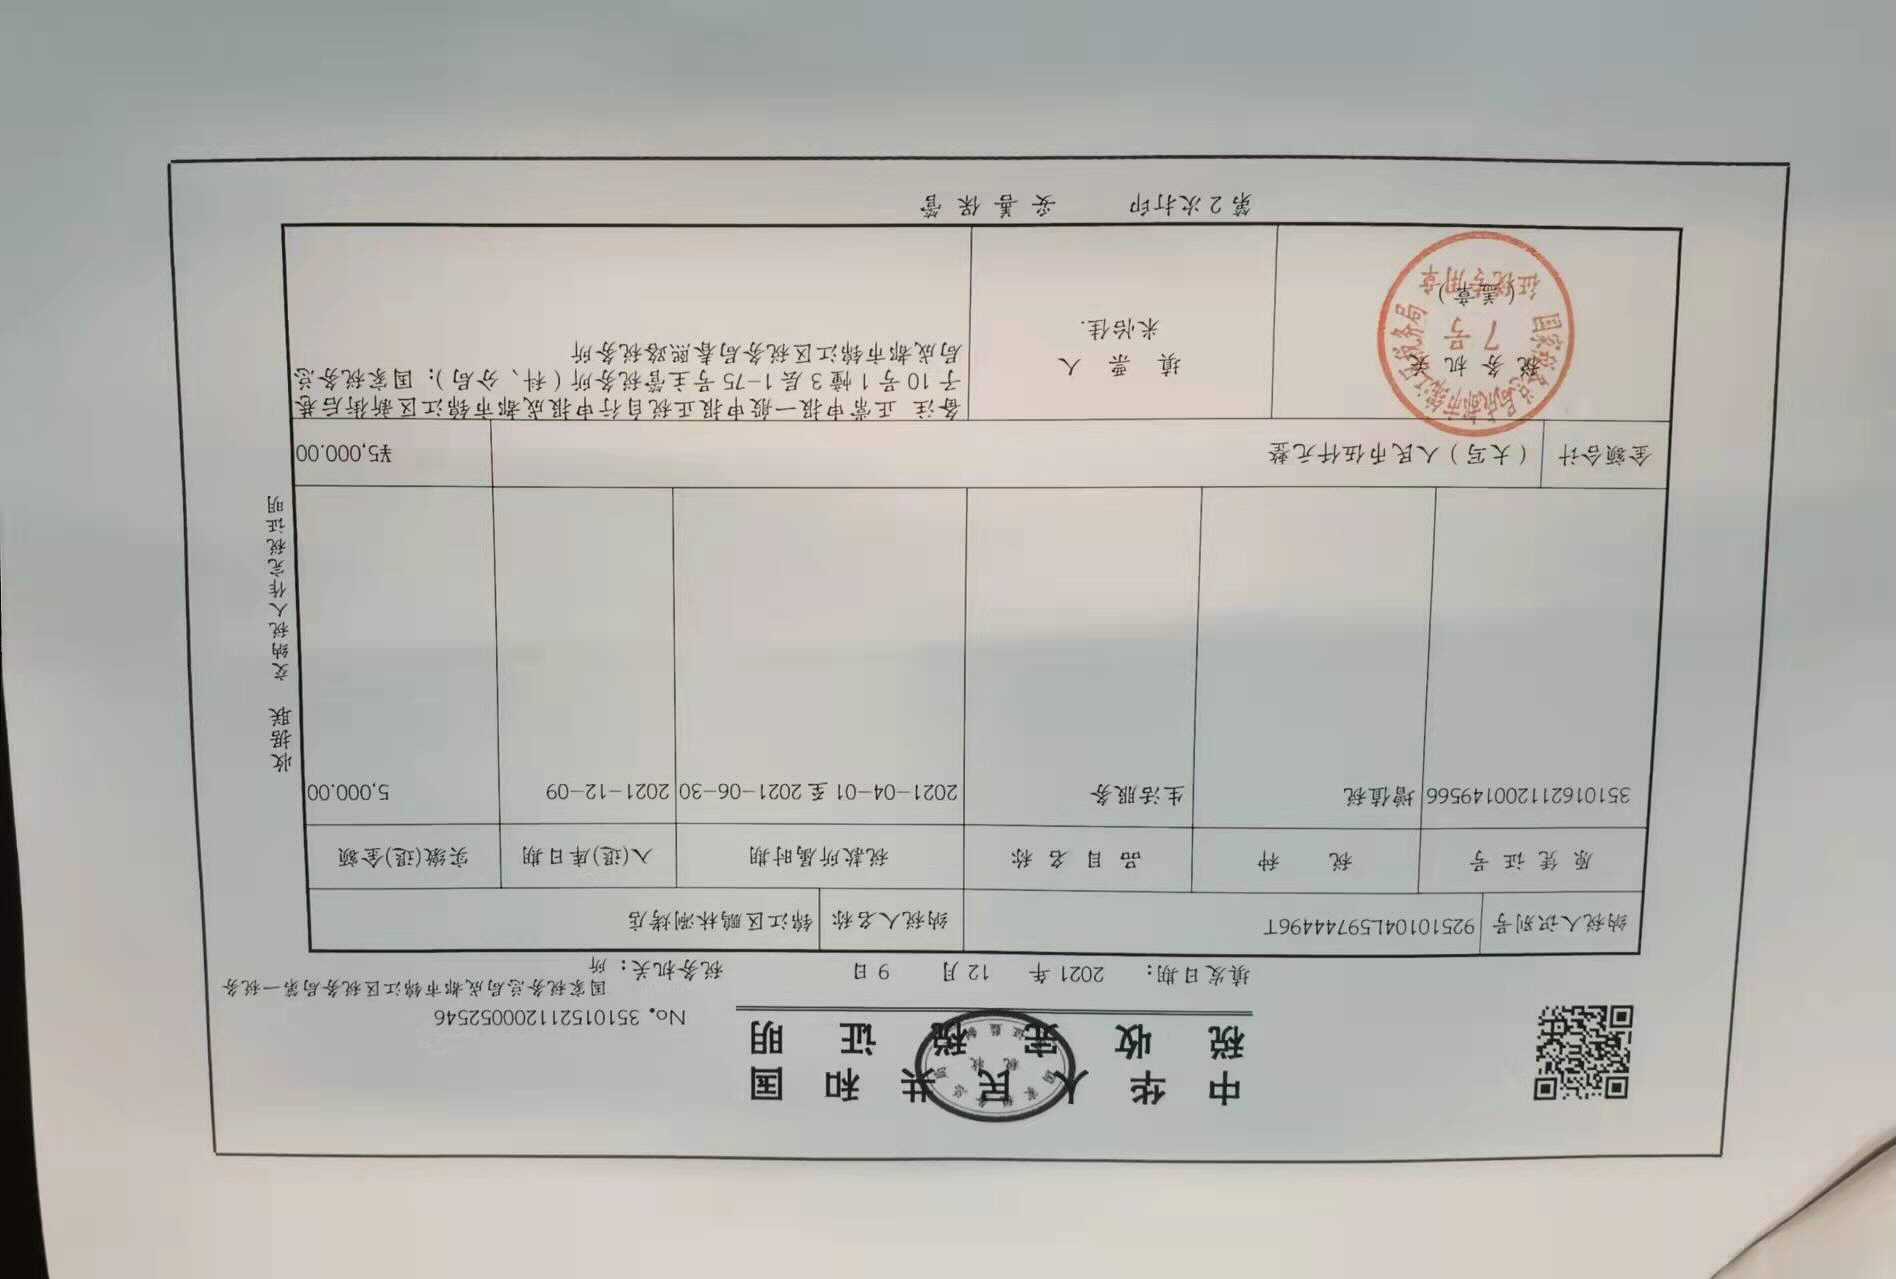 中华人民共和国
税收完税证明
国家税务总局
税收
证监制
No. 351015211200052546
填发日期： 2021 年 12 月 9 日
税务机关： 国家税务总局成都市锦江区税务局第一税务
所
纳税人识别号 92510104L59744496T 纳税人名称 锦江区鹏林涮烤店
原凭证号 税种 品目名称 税款所属时期 入(退)库日期 实缴(退)金额
351016211200149566 增值税 生活服务 2021-04-01 至 2021-06-30 2021-12-09 5,000.00
收据联 交纳税人作完税证明
金额合计 （大写）人民币伍仟元整 ¥5,000.00
税务机关
（盖章）
国家税务总局成都市锦江区税务局
7号
征税专用章
填票人
米怡佳.
备注 正常申报一般申报正税自行申报成都市锦江区新街后巷
子 10 号 1 幢 3 层 1-75 号主管税务所（科、分局）：国家税务总
局成都市锦江区税务局春熙路税务所
第 2 次打印 妥善保管